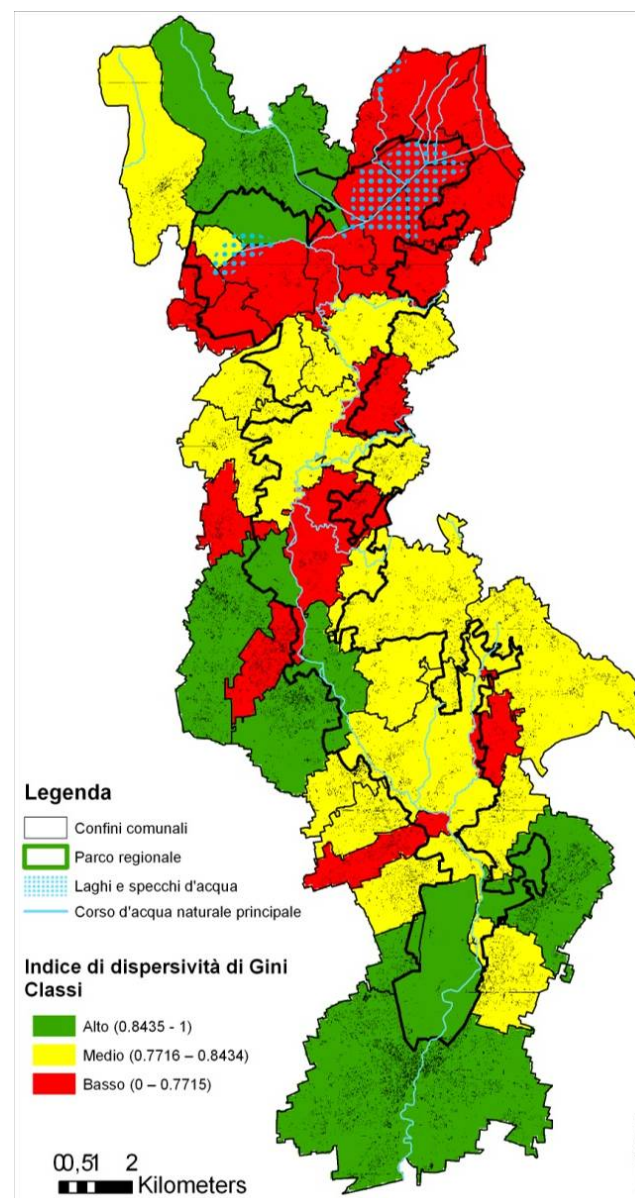 Legenda
Confini comunali
Parco regionale
Laghi e specchi d'acqua
Corso d'acqua naturale principale
Indice di dispersività di Gini
Classi
Alto (0.8435 - 1)
Medio (0.7716 – 0.8434)
Basso (0 – 0.7715)
00,51 2
Kilometers